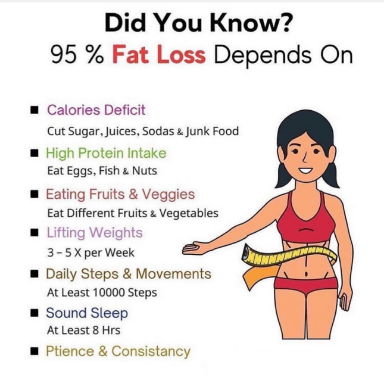 Did You Know?
95 % Fat Loss Depends On
Calories Deficit
Cut Sugar, Juices, Sodas & Junk Food
High Protein Intake
Eat Eggs, Fish & Nuts
Eating Fruits & Veggies
Eat Different Fruits & Vegetables
Lifting Weights
3 – 5 X per Week
Daily Steps & Movements
At Least 10000 Steps
Sound Sleep
At Least 8 Hrs
Ptience & Consistancy